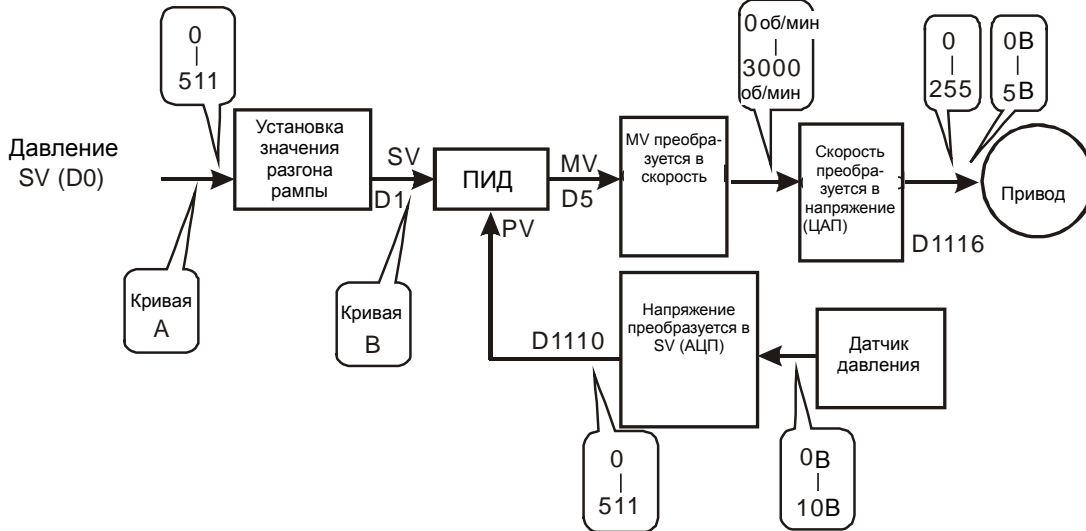 0
|
511
Давление
SV (D0)
Установка
значения
разгона
рампы
Кривая
A
SV
D1
Кривая
B
ПИД
PV
MV
D5
MV преобра-
зуется в
скорость
0 об/мин
|
3000
об/мин
Скорость
преобра-
зуется в
напряжение
(ЦАП)
0
|
255
0В
|
5В
D1116
Привод
D1110
Напряжение
преобразуется в
SV (АЦП)
Датчик
давления
0
|
511
0В
|
10В